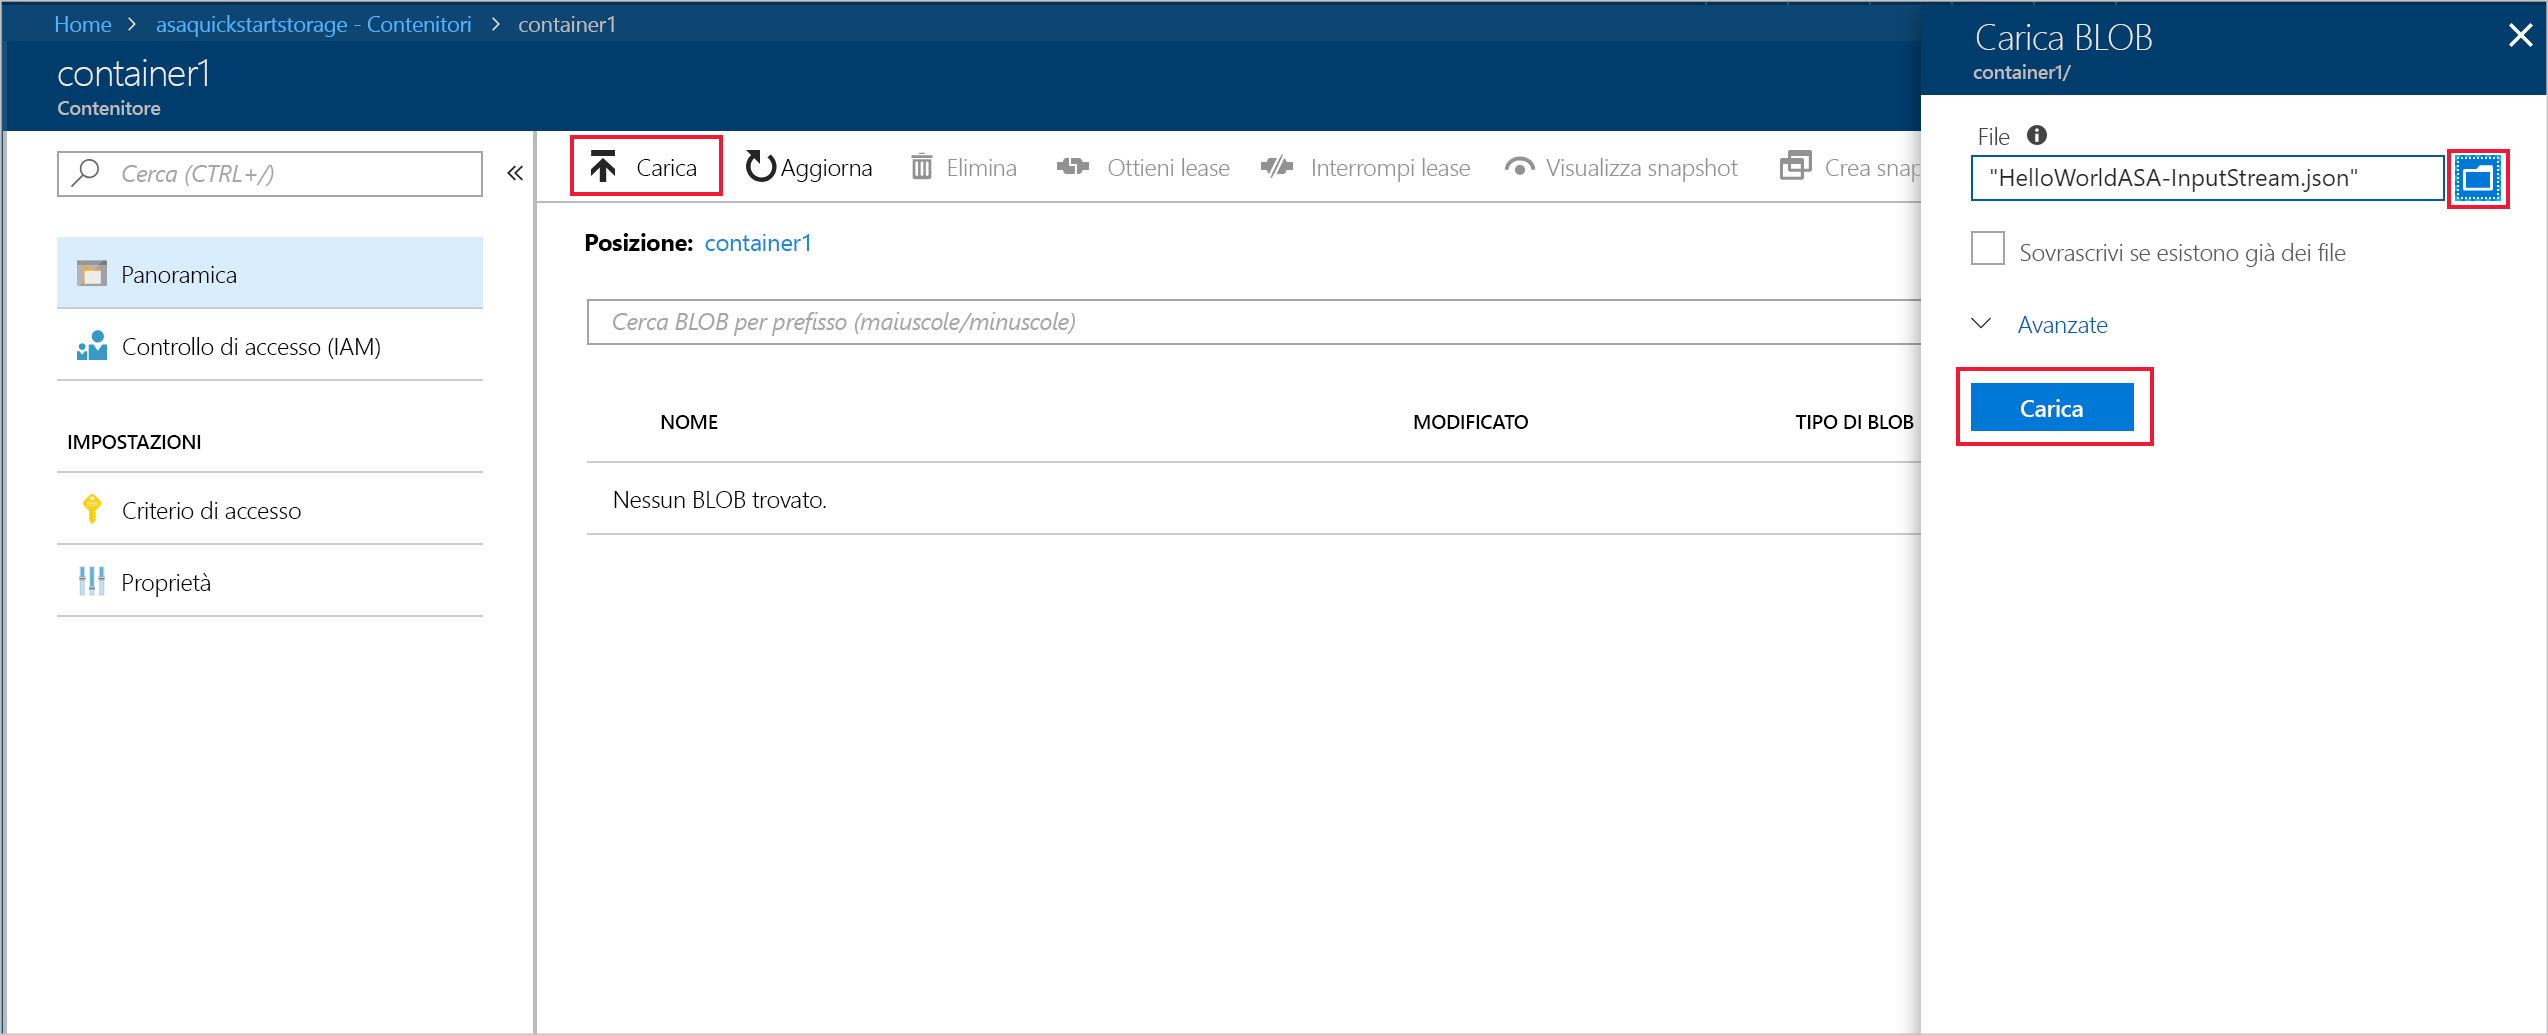 Home > asaquickstartstorage - Contenitori > container1
container1
Contenitore
Cerca (CTRL+/)
Panoramica
Controllo di accesso (IAM)
IMPOSTAZIONI
Criterio di accesso
Proprietà
Carica Aggiorna Elimina Ottieni lease Interrompi lease Visualizza snapshot Crea snap
Posizione: container1
Cerca BLOB per prefisso (maiuscole/minuscole)
NOME MODIFICATO TIPO DI BLOB
Nessun BLOB trovato.
Carica BLOB
container1/
File
"HelloWorldASA-InputStream.json"
Sovrascrivi se esistono già dei file
Avanzate
Carica